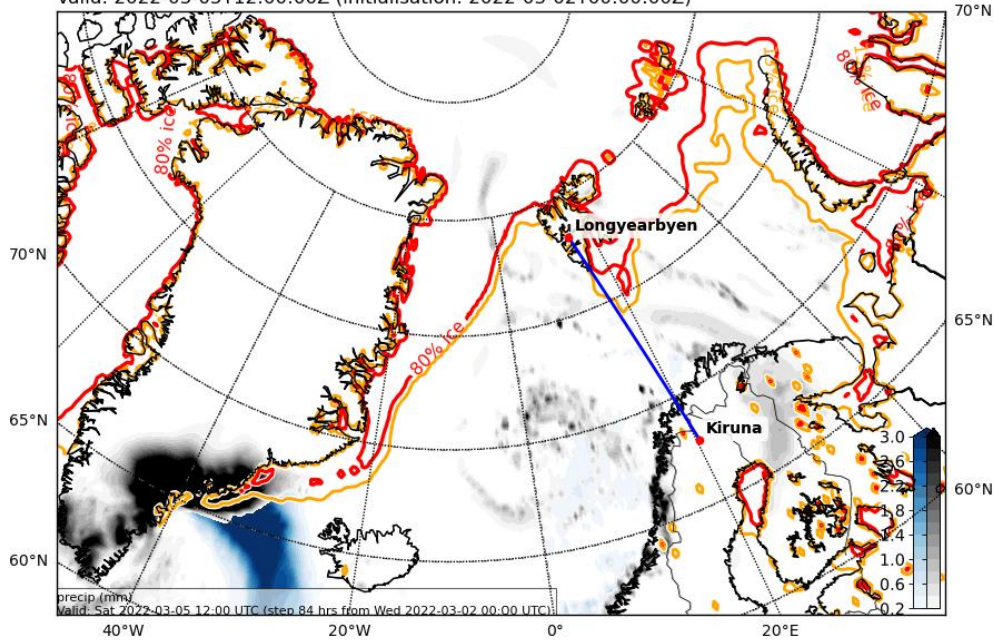 Valid: 2022-03-05T12:00:00Z (initialisation: 2022-03-02T00:00:00Z)
70°N
80% ice
80% ice
80% ice
Longyearbyen
70°N
65°N
80% ice
Kiruna
65°N
3.0
2.6
2.2
1.8
1.4
1.0
0.6
0.2
60°N
60°N
precip (mm)
Valid: Sat 2022-03-05 12:00 UTC (step 84 hrs from Wed 2022-03-02 00:00 UTC)
40°W
20°W
0°
20°E